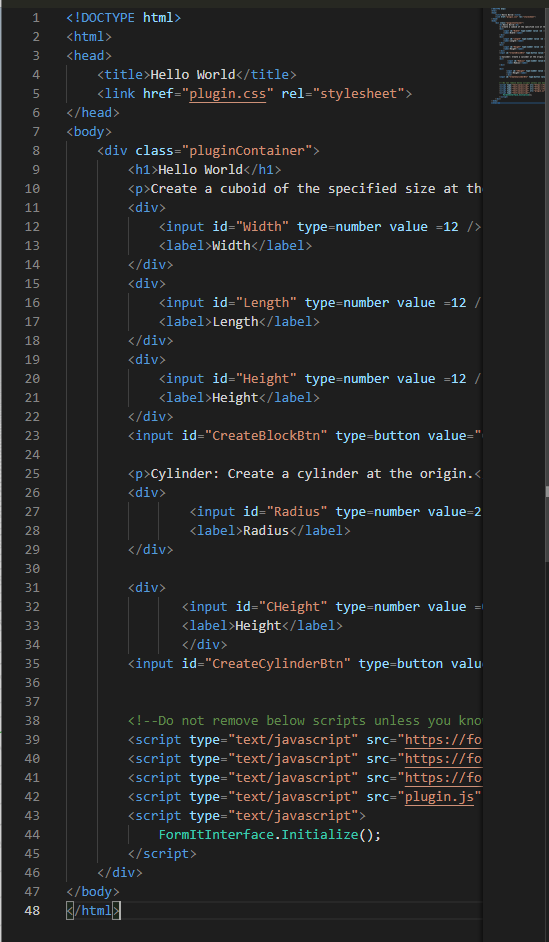 1 <!DOCTYPE html>
2 <html>
3 <head>
4 <title>Hello World</title>
5 <link href="plugin.css" rel="stylesheet">
6 </head>
7 <body>
8 <div class="pluginContainer">
9 <h1>Hello World</h1>
10 <p>Create a cuboid of the specified size at th
11 <div>
12 <input id="Width" type=number value =12 />
13 <label>Width</label>
14 </div>
15 <div>
16 <input id="Length" type=number value =12 /
17 <label>Length</label>
18 </div>
19 <div>
20 <input id="Height" type=number value =12 /
21 <label>Height</label>
22 </div>
23 <input id="CreateBlockBtn" type=button value="
24
25 <p>Cylinder: Create a cylinder at the origin.<
26 <div>
27 <input id="Radius" type=number value=2
28 <label>Radius</label>
29 </div>
30
31 <div>
32 <input id="CHeight" type=number value =
33 <label>Height</label>
34 </div>
35 <input id="CreateCylinderBtn" type=button valu
36
37
38 <!--Do not remove below scripts unless you kno
39 <script type="text/javascript" src="https://fo
40 <script type="text/javascript" src="https://fo
41 <script type="text/javascript" src="https://fo
42 <script type="text/javascript" src="plugin.js"
43 <script type="text/javascript">
44 FormItInterface.Initialize();
45 </script>
46 </div>
47 </body>
48 </html>